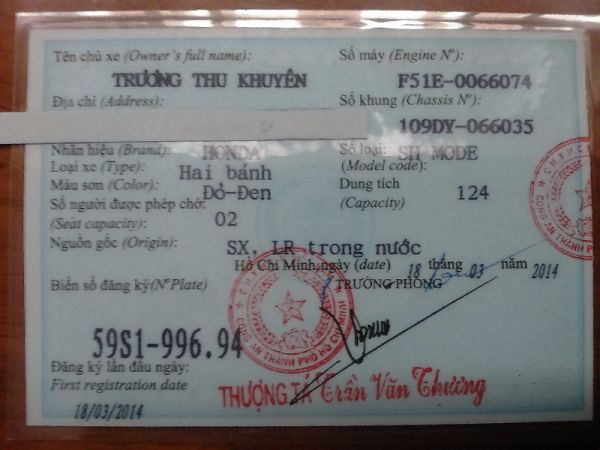 Tên chủ xe (Owner's full name): Số máy (Engine Nº):
TRƯƠNG THU KHUYÊN F51E-0066074
Địa chỉ (Address): Số khung (Chassis Nº):
109DY-066035
Nhãn hiệu (Brand): HONDA Số loại: SH MODE
Loại xe (Type): Hai bánh (Model code):
Màu sơn (Color): Đỏ-Đen Dung tích 124
Số người được phép chở: (Capacity)
(Seat capacity): 02
Nguồn gốc (Origin): SX, LR trong nước
Hồ Chí Minh, ngày (date) 18 tháng 03 năm 2014
Biển số đăng ký(Nº Plate) TRƯỞNG PHÒNG
59S1-996.94
CÔNG AN THÀNH PHỐ HỒ CHÍ MINH
Đăng ký lần đầu ngày:
First registration date THƯỢNG TÁ Trần Văn Thương
18/03/2014